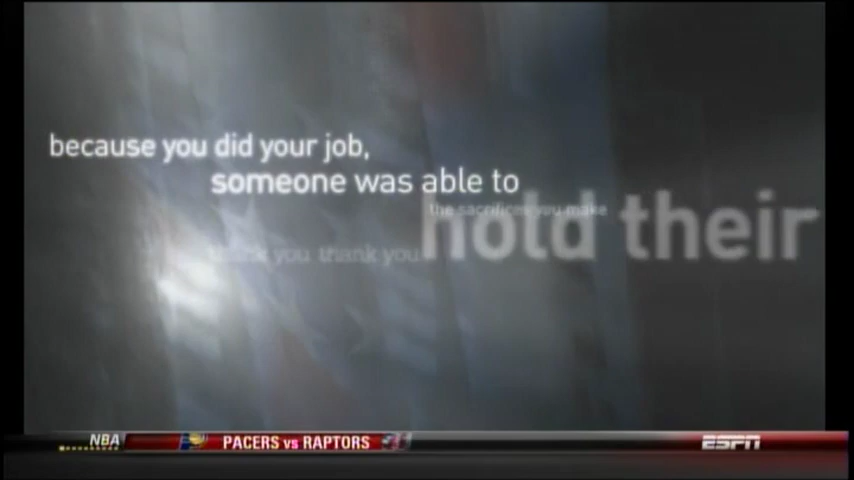 because you did your job,
someone was able to
the sacrifices you make
hold their
thank you thank you
NBA PACERS vs RAPTORS ESPN